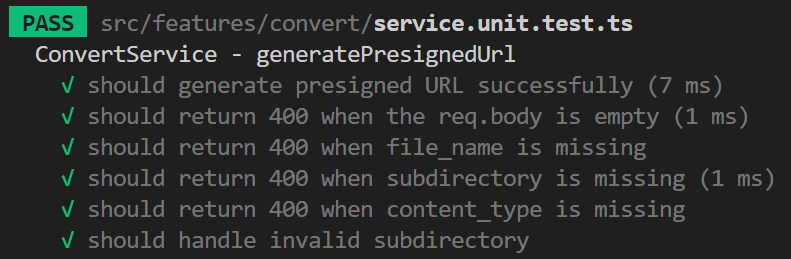 PASS src/features/convert/service.unit.test.ts
ConvertService - generatePresignedUrl
√ should generate presigned URL successfully (7 ms)
√ should return 400 when the req.body is empty (1 ms)
√ should return 400 when file_name is missing
√ should return 400 when subdirectory is missing (1 ms)
√ should return 400 when content_type is missing
√ should handle invalid subdirectory